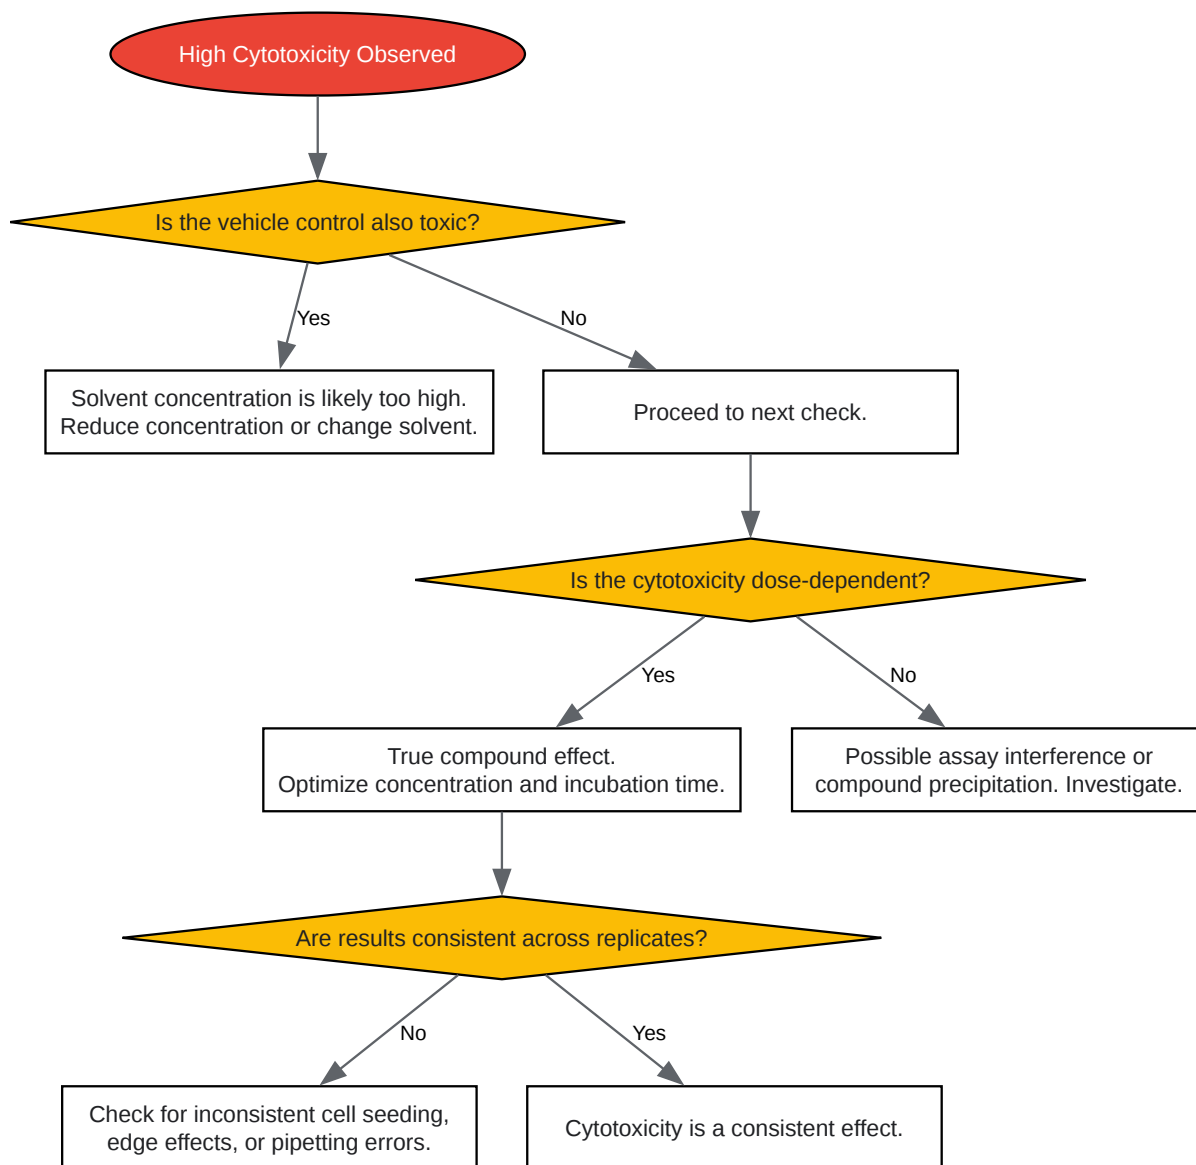 High Cytotoxicity Observed
Is the vehicle control also toxic?
Yes
No
Solvent concentration is likely too high.
Reduce concentration or change solvent.
Proceed to next check.
Is the cytotoxicity dose-dependent?
Yes
No
True compound effect.
Optimize concentration and incubation time.
Possible assay interference or
compound precipitation. Investigate.
Are results consistent across replicates?
No
Yes
Check for inconsistent cell seeding,
edge effects, or pipetting errors.
Cytotoxicity is a consistent effect.